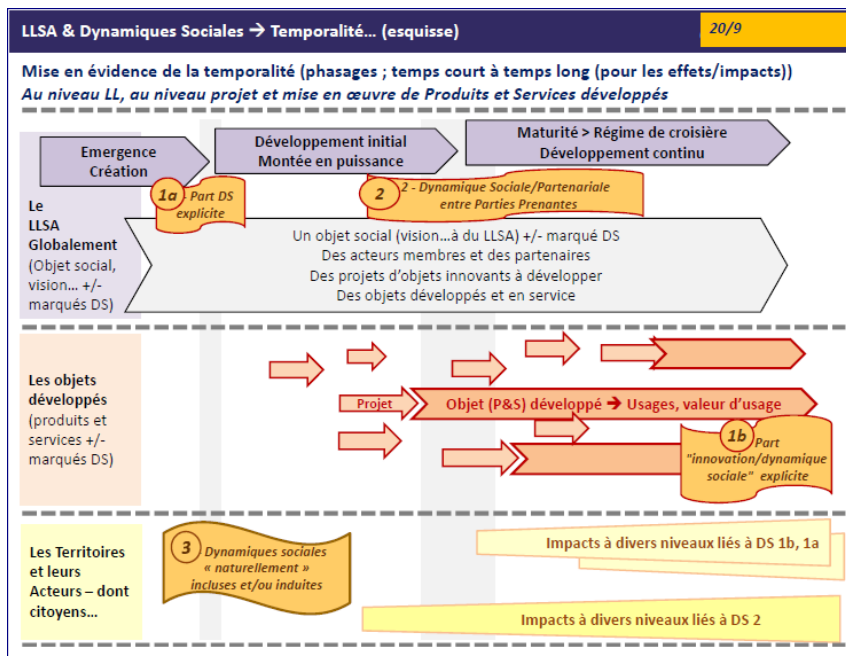 LLSA & Dynamiques Sociales → Temporalité... (esquisse)
20/9
Mise en évidence de la temporalité (phasages ; temps court à temps long (pour les effets/impacts))
Au niveau LL, au niveau projet et mise en œuvre de Produits et Services développés
Emergence
Création
Développement initial
Montée en puissance
Maturité > Régime de croisière
Développement continu
Le
LLSA
Globalement
(Objet social,
vision... +/-
marqués DS)
1a
- Part DS
explicite
2
2 - Dynamique Sociale/Partenariale
entre Parties Prenantes
Un objet social (vision...à du LLSA) +/- marqué DS
Des acteurs membres et des partenaires
Des projets d'objets innovants à développer
Des objets développés et en service
Les objets
développés
(produits et
services +/-
marqués DS)
Projet
Objet (P&S) développé → Usages, valeur d'usage
1b
Part
"innovation/dynamique
sociale" explicite
Les Territoires
et leurs
Acteurs – dont
citoyens...
3
Dynamiques sociales
« naturellement »
incluses et/ou induites
Impacts à divers niveaux liés à DS 1b, 1a
Impacts à divers niveaux liés à DS 2